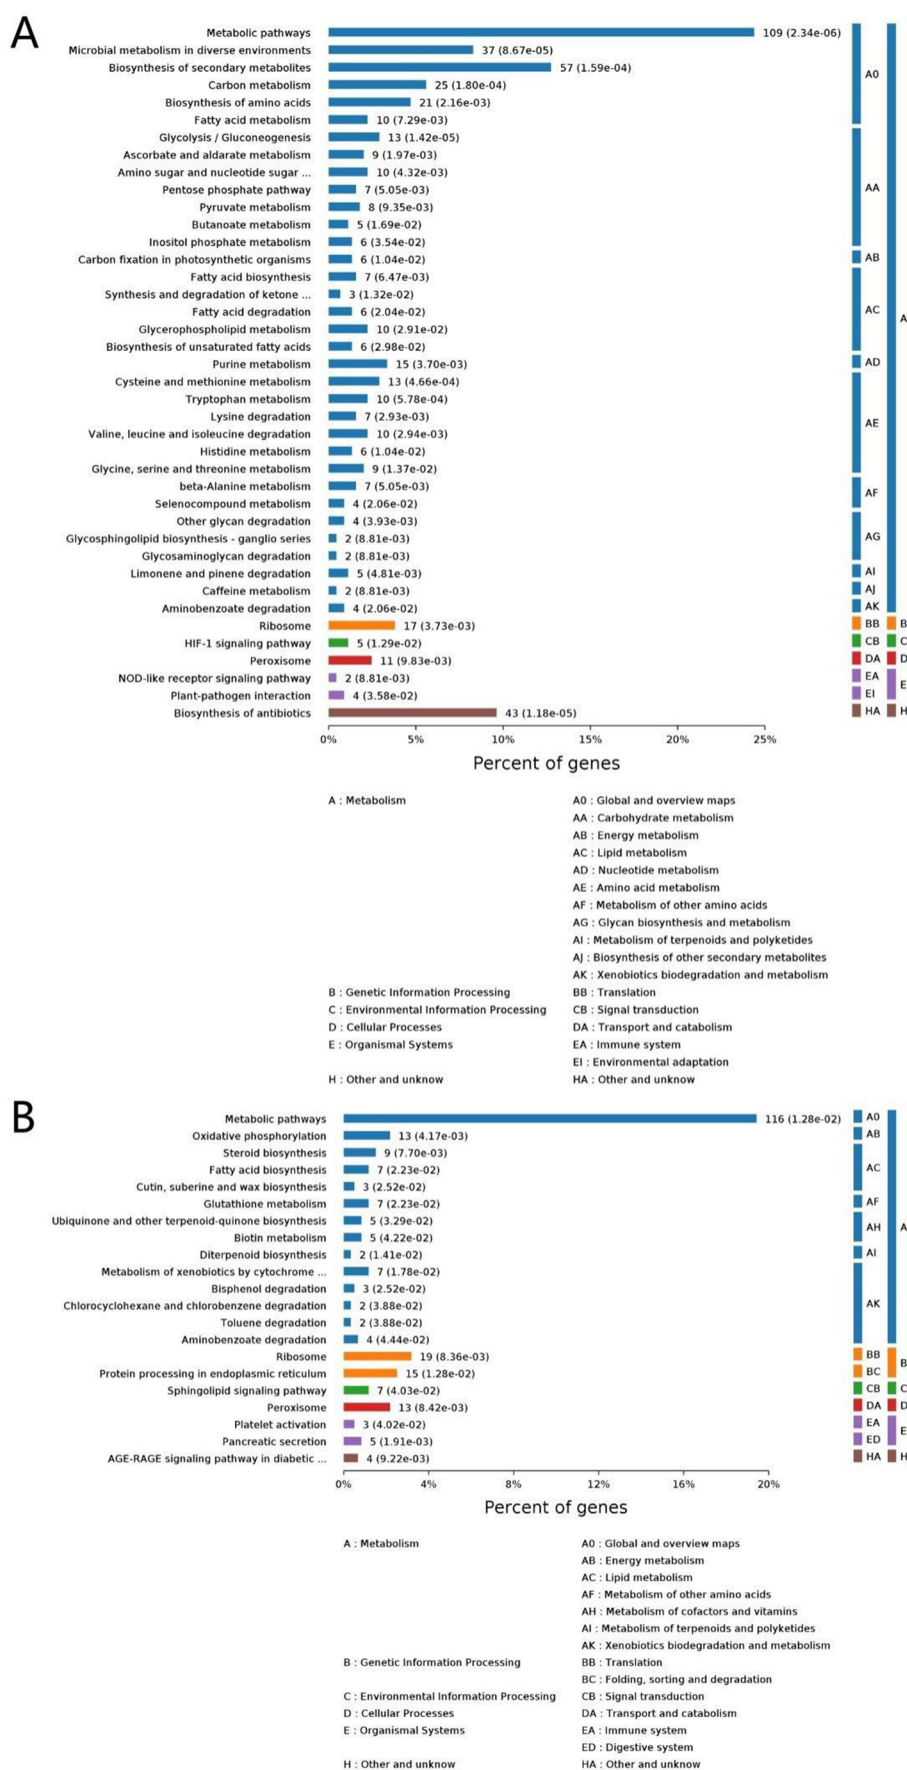 A
Metabolic pathways 109 (2.34e-06)
Microbial metabolism in diverse environments 37 (8.67e-05)
Biosynthesis of secondary metabolites 57 (1.59e-04) A0
Carbon metabolism 25 (1.80e-04)
Biosynthesis of amino acids 21 (2.16e-03)
Fatty acid metabolism 10 (7.29e-03)
Glycolysis / Gluconeogenesis 13 (1.42e-05)
Ascorbate and aldarate metabolism 9 (1.97e-03)
Amino sugar and nucleotide sugar ... 10 (4.32e-03)
Pentose phosphate pathway 7 (5.05e-03) AA
Pyruvate metabolism 8 (9.35e-03)
Butanoate metabolism 5 (1.69e-02)
Inositol phosphate metabolism 6 (3.54e-02)
Carbon fixation in photosynthetic organisms 6 (1.04e-02) AB
Fatty acid biosynthesis 7 (6.47e-03)
Synthesis and degradation of ketone ... 3 (1.32e-02)
Fatty acid degradation 6 (2.04e-02) AC A
Glycerophospholipid metabolism 10 (2.91e-02)
Biosynthesis of unsaturated fatty acids 6 (2.98e-02)
Purine metabolism 15 (3.70e-03) AD
Cysteine and methionine metabolism 13 (4.66e-04)
Tryptophan metabolism 10 (5.78e-04)
Lysine degradation 7 (2.93e-03) AE
Valine, leucine and isoleucine degradation 10 (2.94e-03)
Histidine metabolism 6 (1.04e-02)
Glycine, serine and threonine metabolism 9 (1.37e-02)
beta-Alanine metabolism 7 (5.05e-03) AF
Selenocompound metabolism 4 (2.06e-02)
Other glycan degradation 4 (3.93e-03)
Glycosphingolipid biosynthesis - ganglio series 2 (8.81e-03) AG
Glycosaminoglycan degradation 2 (8.81e-03)
Limonene and pinene degradation 5 (4.81e-03) AI
Caffeine metabolism 2 (8.81e-03) AJ
Aminobenzoate degradation 4 (2.06e-02) AK
Ribosome 17 (3.73e-03) BB B
HIF-1 signaling pathway 5 (1.29e-02) CB C
Peroxisome 11 (9.83e-03) DA D
NOD-like receptor signaling pathway 2 (8.81e-03) EA E
Plant-pathogen interaction 4 (3.58e-02) EI
Biosynthesis of antibiotics 43 (1.18e-05) HA H
0% 5% 10% 15% 20% 25%
Percent of genes
A : Metabolism A0 : Global and overview maps
AA : Carbohydrate metabolism
AB : Energy metabolism
AC : Lipid metabolism
AD : Nucleotide metabolism
AE : Amino acid metabolism
AF : Metabolism of other amino acids
AG : Glycan biosynthesis and metabolism
AI : Metabolism of terpenoids and polyketides
AJ : Biosynthesis of other secondary metabolites
AK : Xenobiotics biodegradation and metabolism
B : Genetic Information Processing BB : Translation
C : Environmental Information Processing CB : Signal transduction
D : Cellular Processes DA : Transport and catabolism
E : Organismal Systems EA : Immune system
EI : Environmental adaptation
H : Other and unknow HA : Other and unknow
B
Metabolic pathways 116 (1.28e-02) A0
Oxidative phosphorylation 13 (4.17e-03) AB
Steroid biosynthesis 9 (7.70e-03)
Fatty acid biosynthesis 7 (2.23e-02) AC
Cutin, suberine and wax biosynthesis 3 (2.52e-02)
Glutathione metabolism 7 (2.23e-02) AF
Ubiquinone and other terpenoid-quinone biosynthesis 5 (3.29e-02) AH A
Biotin metabolism 5 (4.22e-02)
Diterpenoid biosynthesis 2 (1.41e-02) AI
Metabolism of xenobiotics by cytochrome ... 7 (1.78e-02)
Bisphenol degradation 3 (2.52e-02)
Chlorocyclohexane and chlorobenzene degradation 2 (3.88e-02) AK
Toluene degradation 2 (3.88e-02)
Aminobenzoate degradation 4 (4.44e-02)
Ribosome 19 (8.36e-03) BB B
Protein processing in endoplasmic reticulum 15 (1.28e-02) BC
Sphingolipid signaling pathway 7 (4.03e-02) CB C
Peroxisome 13 (8.42e-03) DA D
Platelet activation 3 (4.02e-02) EA E
Pancreatic secretion 5 (1.91e-03) ED
AGE-RAGE signaling pathway in diabetic ... 4 (9.22e-03) HA H
0% 4% 8% 12% 16% 20%
Percent of genes
A : Metabolism A0 : Global and overview maps
AB : Energy metabolism
AC : Lipid metabolism
AF : Metabolism of other amino acids
AH : Metabolism of cofactors and vitamins
AI : Metabolism of terpenoids and polyketides
AK : Xenobiotics biodegradation and metabolism
B : Genetic Information Processing BB : Translation
BC : Folding, sorting and degradation
C : Environmental Information Processing CB : Signal transduction
D : Cellular Processes DA : Transport and catabolism
E : Organismal Systems EA : Immune system
ED : Digestive system
H : Other and unknow HA : Other and unknow